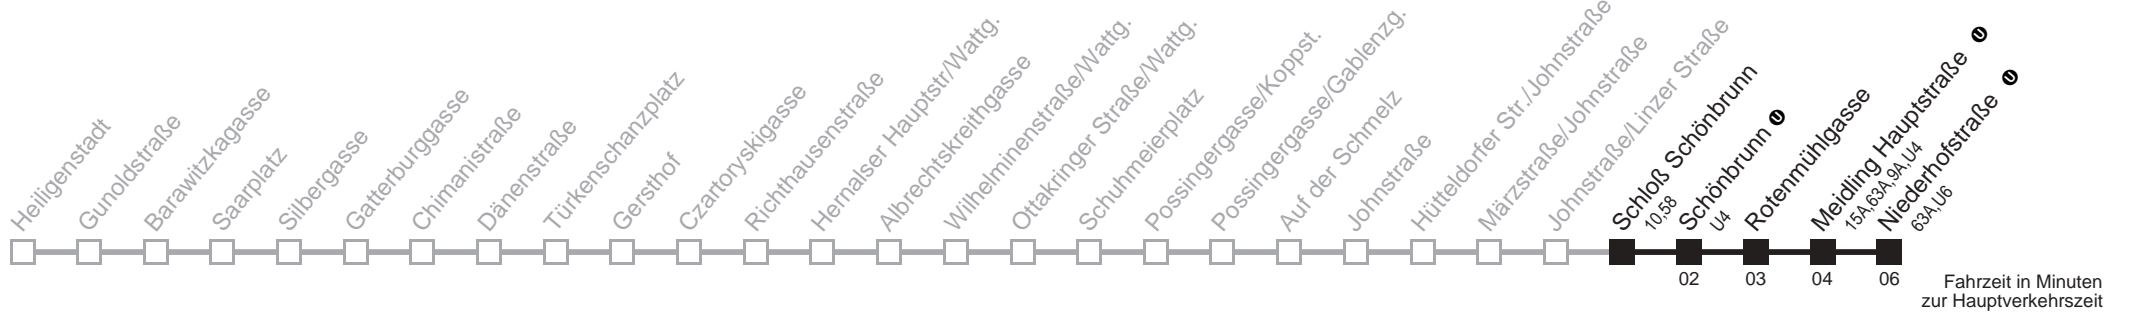 Heiligenstadt
Gunoldstraße
Barawitzkagasse
Saarplatz
Silbergasse
Gatterburggasse
Chimanistraße
Dänenstraße
Türkenschanzplatz
Gersthof
Czartoryskigasse
Richthausenstraße
Hernalser Hauptstr/Wattg.
Albrechtskreithgasse
Wilhelminenstraße/Wattg.
Ottakringer Straße/Wattg.
Schuhmeierplatz
Possingergasse/Koppst.
Possingergasse/Gablenzg.
Auf der Schmelz
Johnstraße
Hütteldorfer Str./Johnstraße
Märzstraße/Johnstraße
Johnstraße/Linzer Straße
Schloß Schönbrunn
10,58
Schönbrunn U
U4
Rotenmühlgasse
Meidling Hauptstraße U
15A,63A,9A,U4
Niederhofstraße U
63A,U6
02 03 04 06
Fahrzeit in Minuten
zur Hauptverkehrszeit